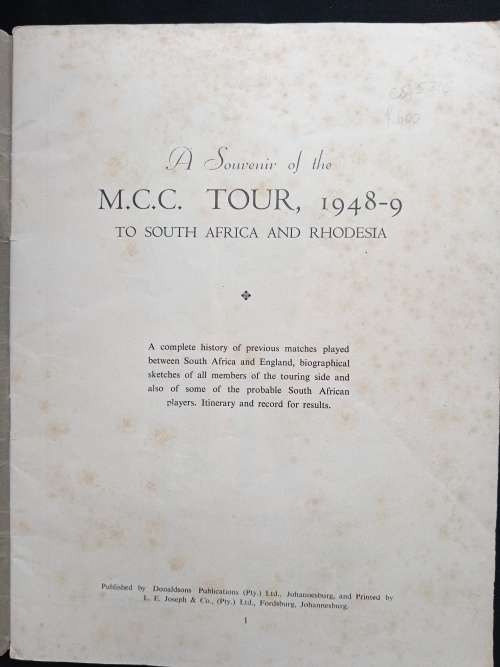 A Souvenir of the
M.C.C. TOUR, 1948-9
TO SOUTH AFRICA AND RHODESIA
A complete history of previous matches played
between South Africa and England, biographical
sketches of all members of the touring side and
also of some of the probable South African
players. Itinerary and record for results.
Published by Donaldsons Publications (Pty.) Ltd., Johannesburg, and Printed by
L. E. Joseph & Co., (Pty.) Ltd., Fordsburg, Johannesburg.
1